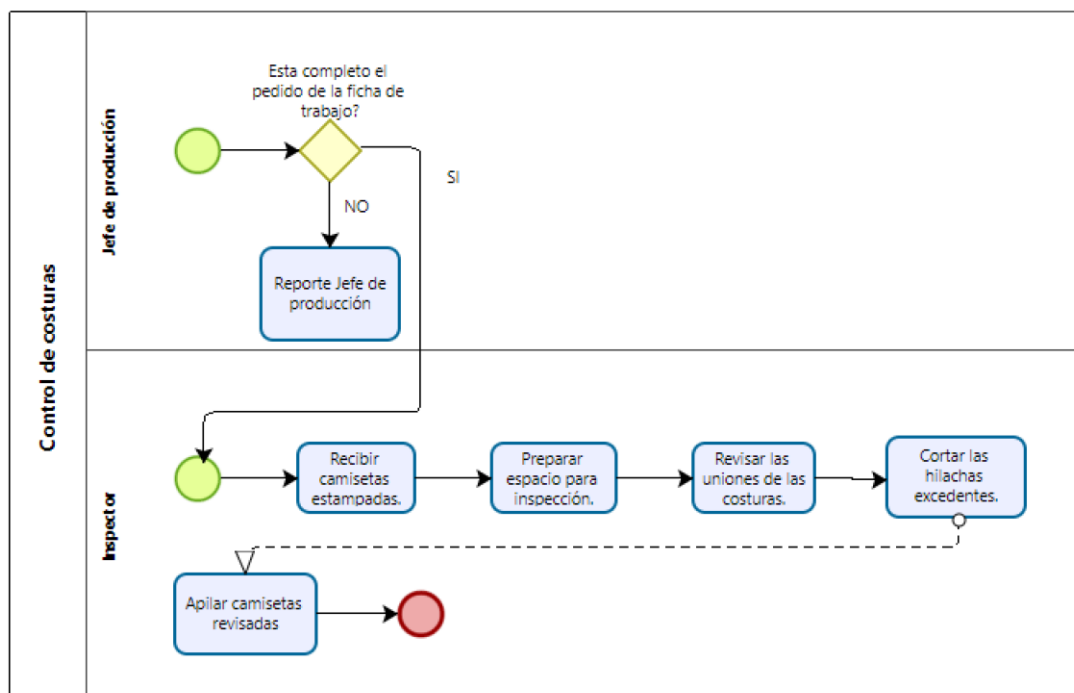 Control de costuras
Jefe de producción
Esta completo el
pedido de la ficha de
trabajo?
SI
NO
Reporte Jefe de
producción
Inspector
Recibir
camisetas
estampadas.
Preparar
espacio para
inspección.
Revisar las
uniones de las
costuras.
Cortar las
hilachas
excedentes.
Apilar camisetas
revisadas